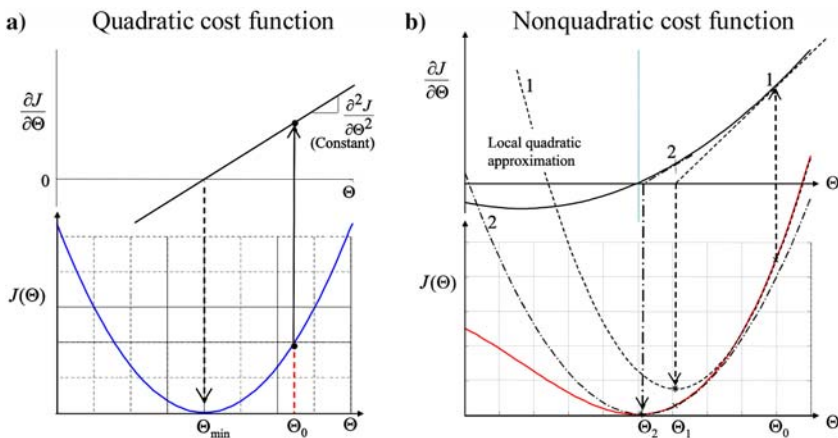 a) Quadratic cost function
∂J
∂Θ
∂²J
∂Θ²
(Constant)
0
Θ
J(Θ)
Θmin
Θ0
Θ
b) Nonquadratic cost function
∂J
∂Θ
1
1
2
Local quadratic
approximation
Θ
2
J(Θ)
Θ2
Θ1
Θ0
Θ